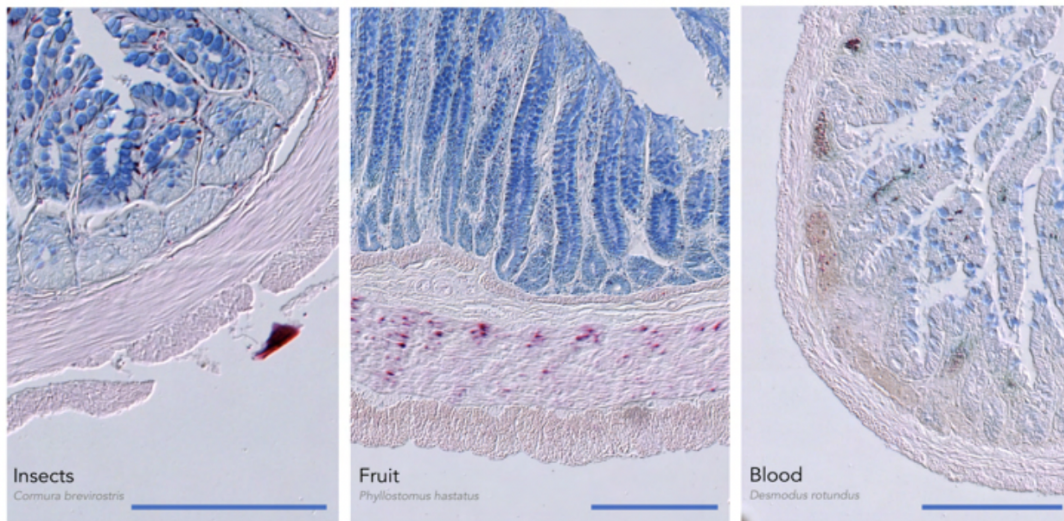 Insects
Cormura brevirostris
Fruit
Phyllostomus hastatus
Blood
Desmodus rotundus